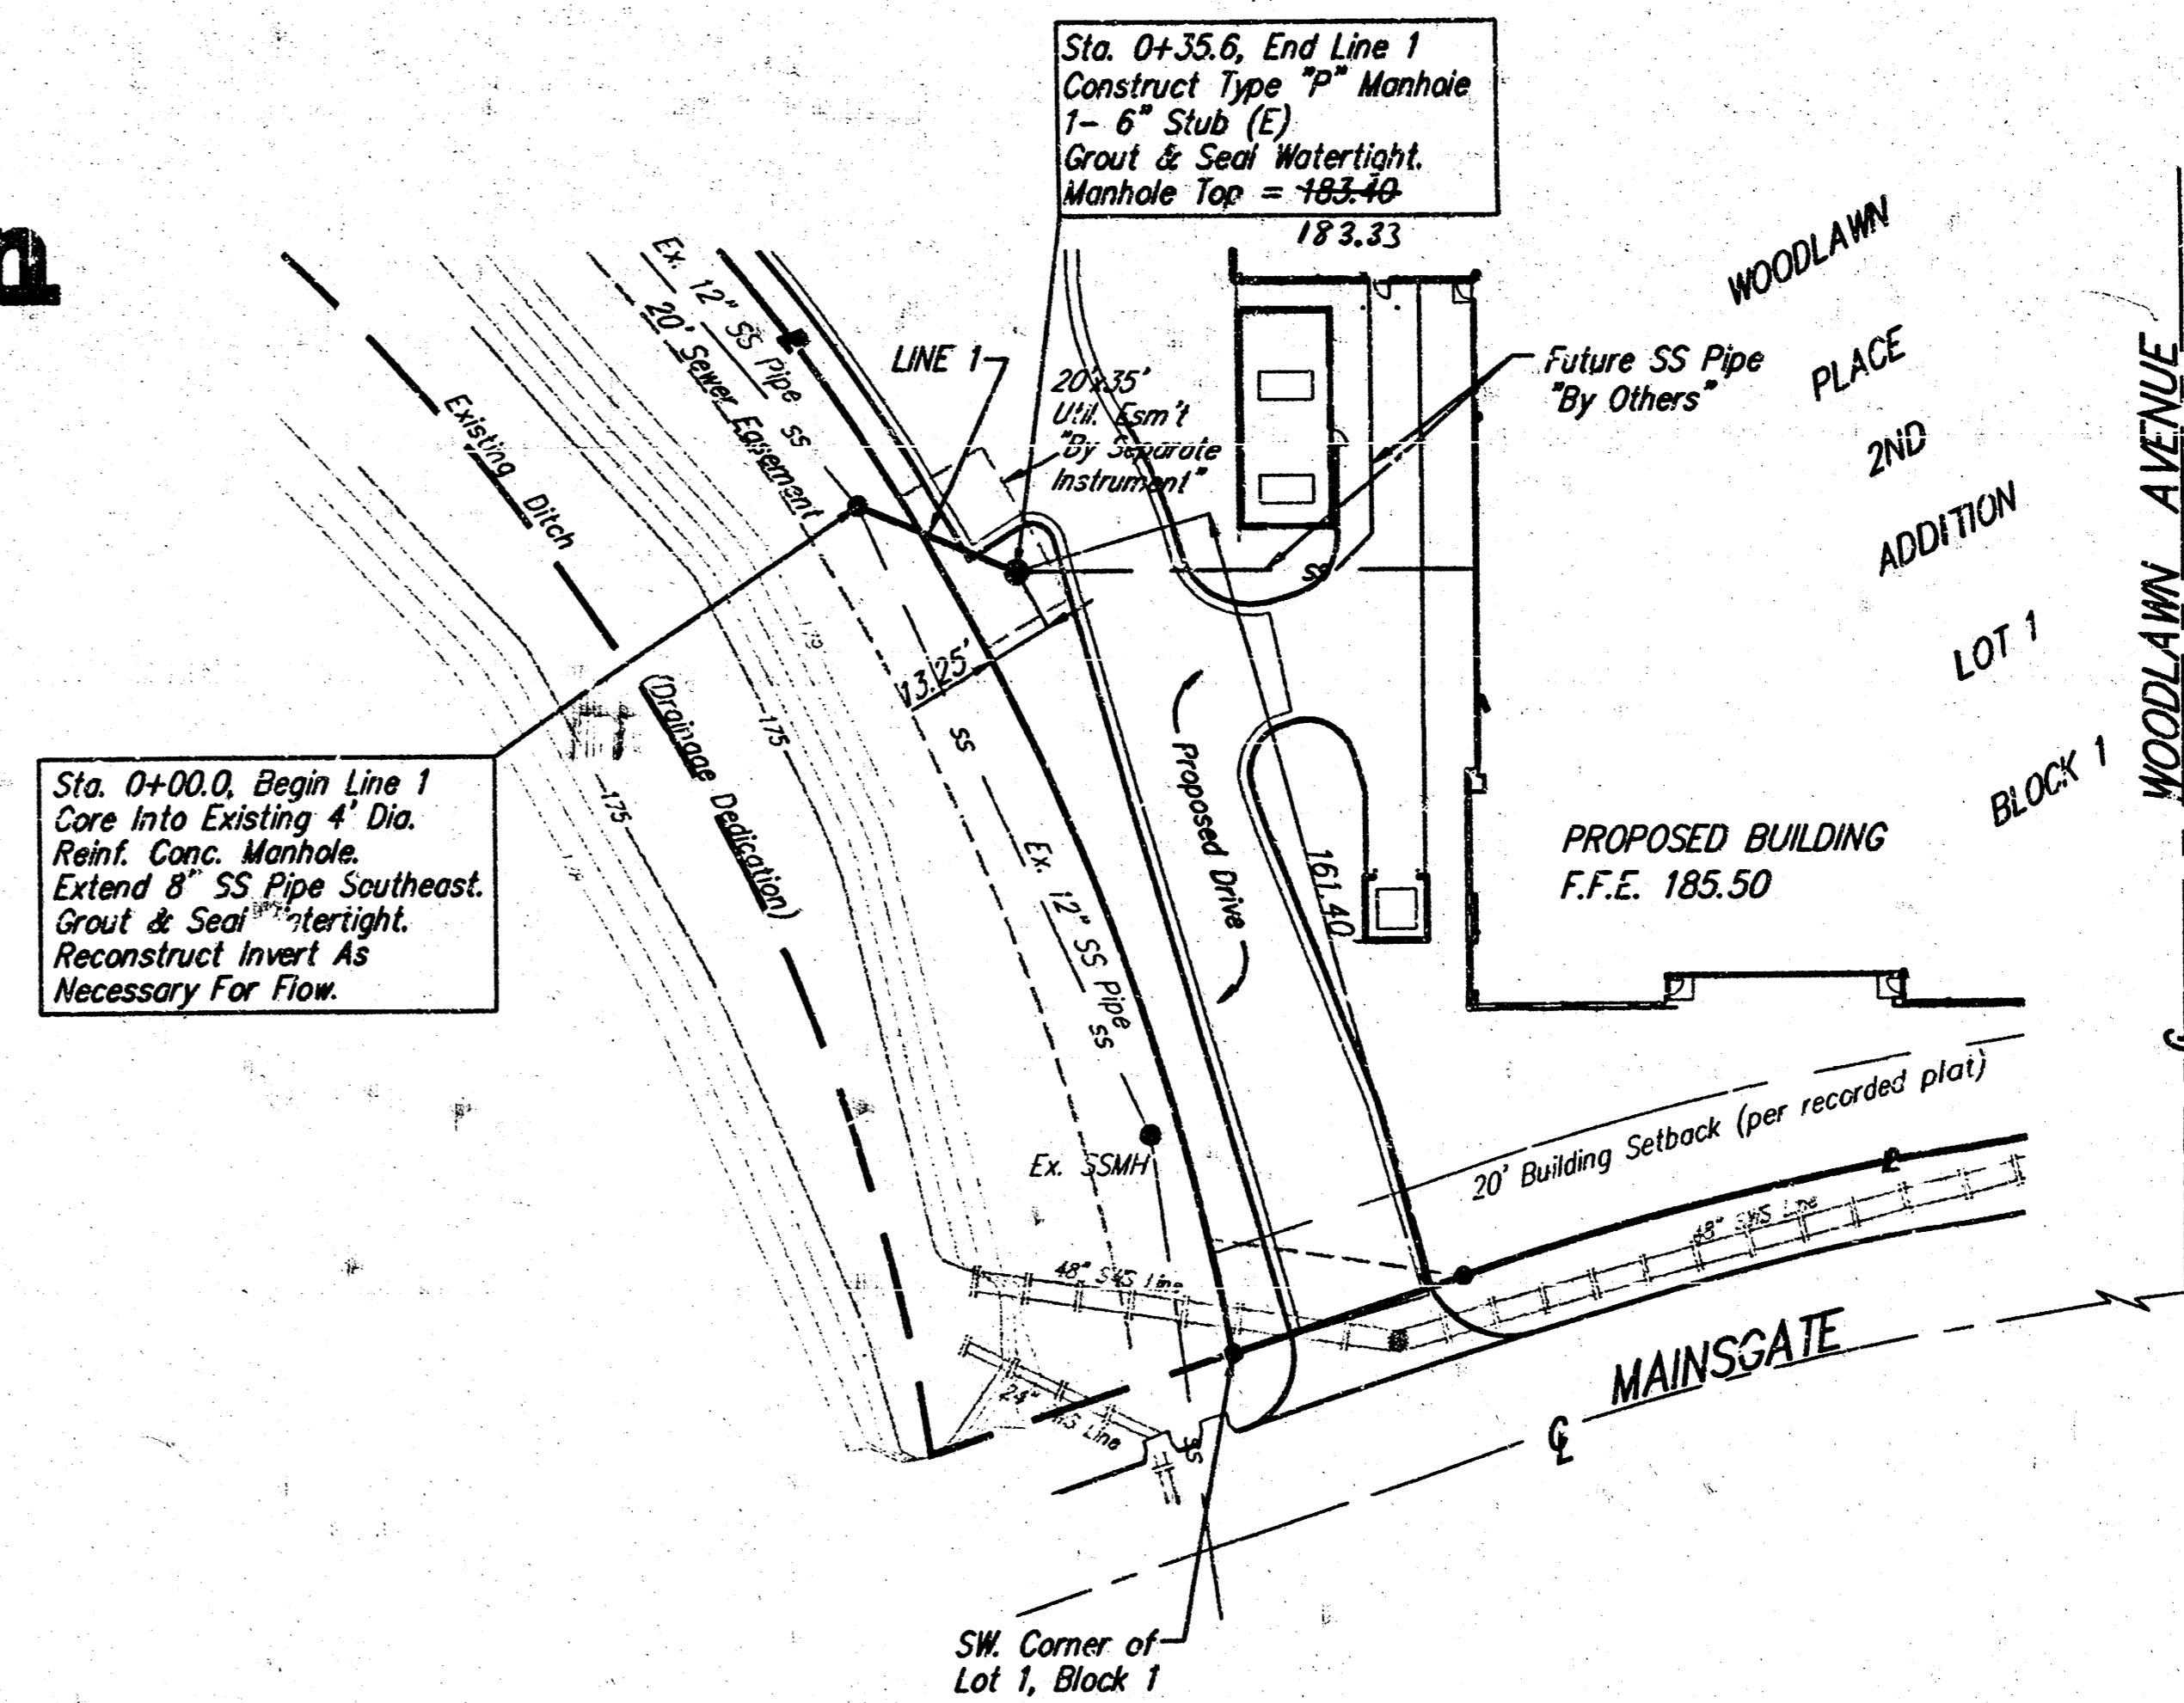 Sta. 0+35.6, End Line 1
Construct Type "P" Manhole
1- 6" Stub (E)
Grout & Seal Watertight.
Manhole Top = 183.40
183.33
WOODLAWN
PLACE
2ND
ADDITION
LOT 1
BLOCK 1
WOODLAWN AVENUE
Ex. 12" SS Pipe
SS
20' Sewer Easement
LINE 1
20'x35'
Util. Esm't
"By Separate
Instrument"
Future SS Pipe
"By Others"
Existing Ditch
SS
13.25'
(Drainage Dedication)
175
175
SS
Proposed Drive
161.40
Ex. 12" SS Pipe
SS
Sta. 0+00.0, Begin Line 1
Core Into Existing 4' Dia.
Reinf. Conc. Manhole.
Extend 8" SS Pipe Southeast.
Grout & Seal
Reconstruct Invert As
Necessary For Flow.
PROPOSED BUILDING
F.F.E. 185.50
Ex. SSMH
20' Building Setback (per recorded plat)
48" SWS Line
48" SWS Line
24" Line
SS
MAINSGATE
SW. Corner of
Lot 1, Block 1